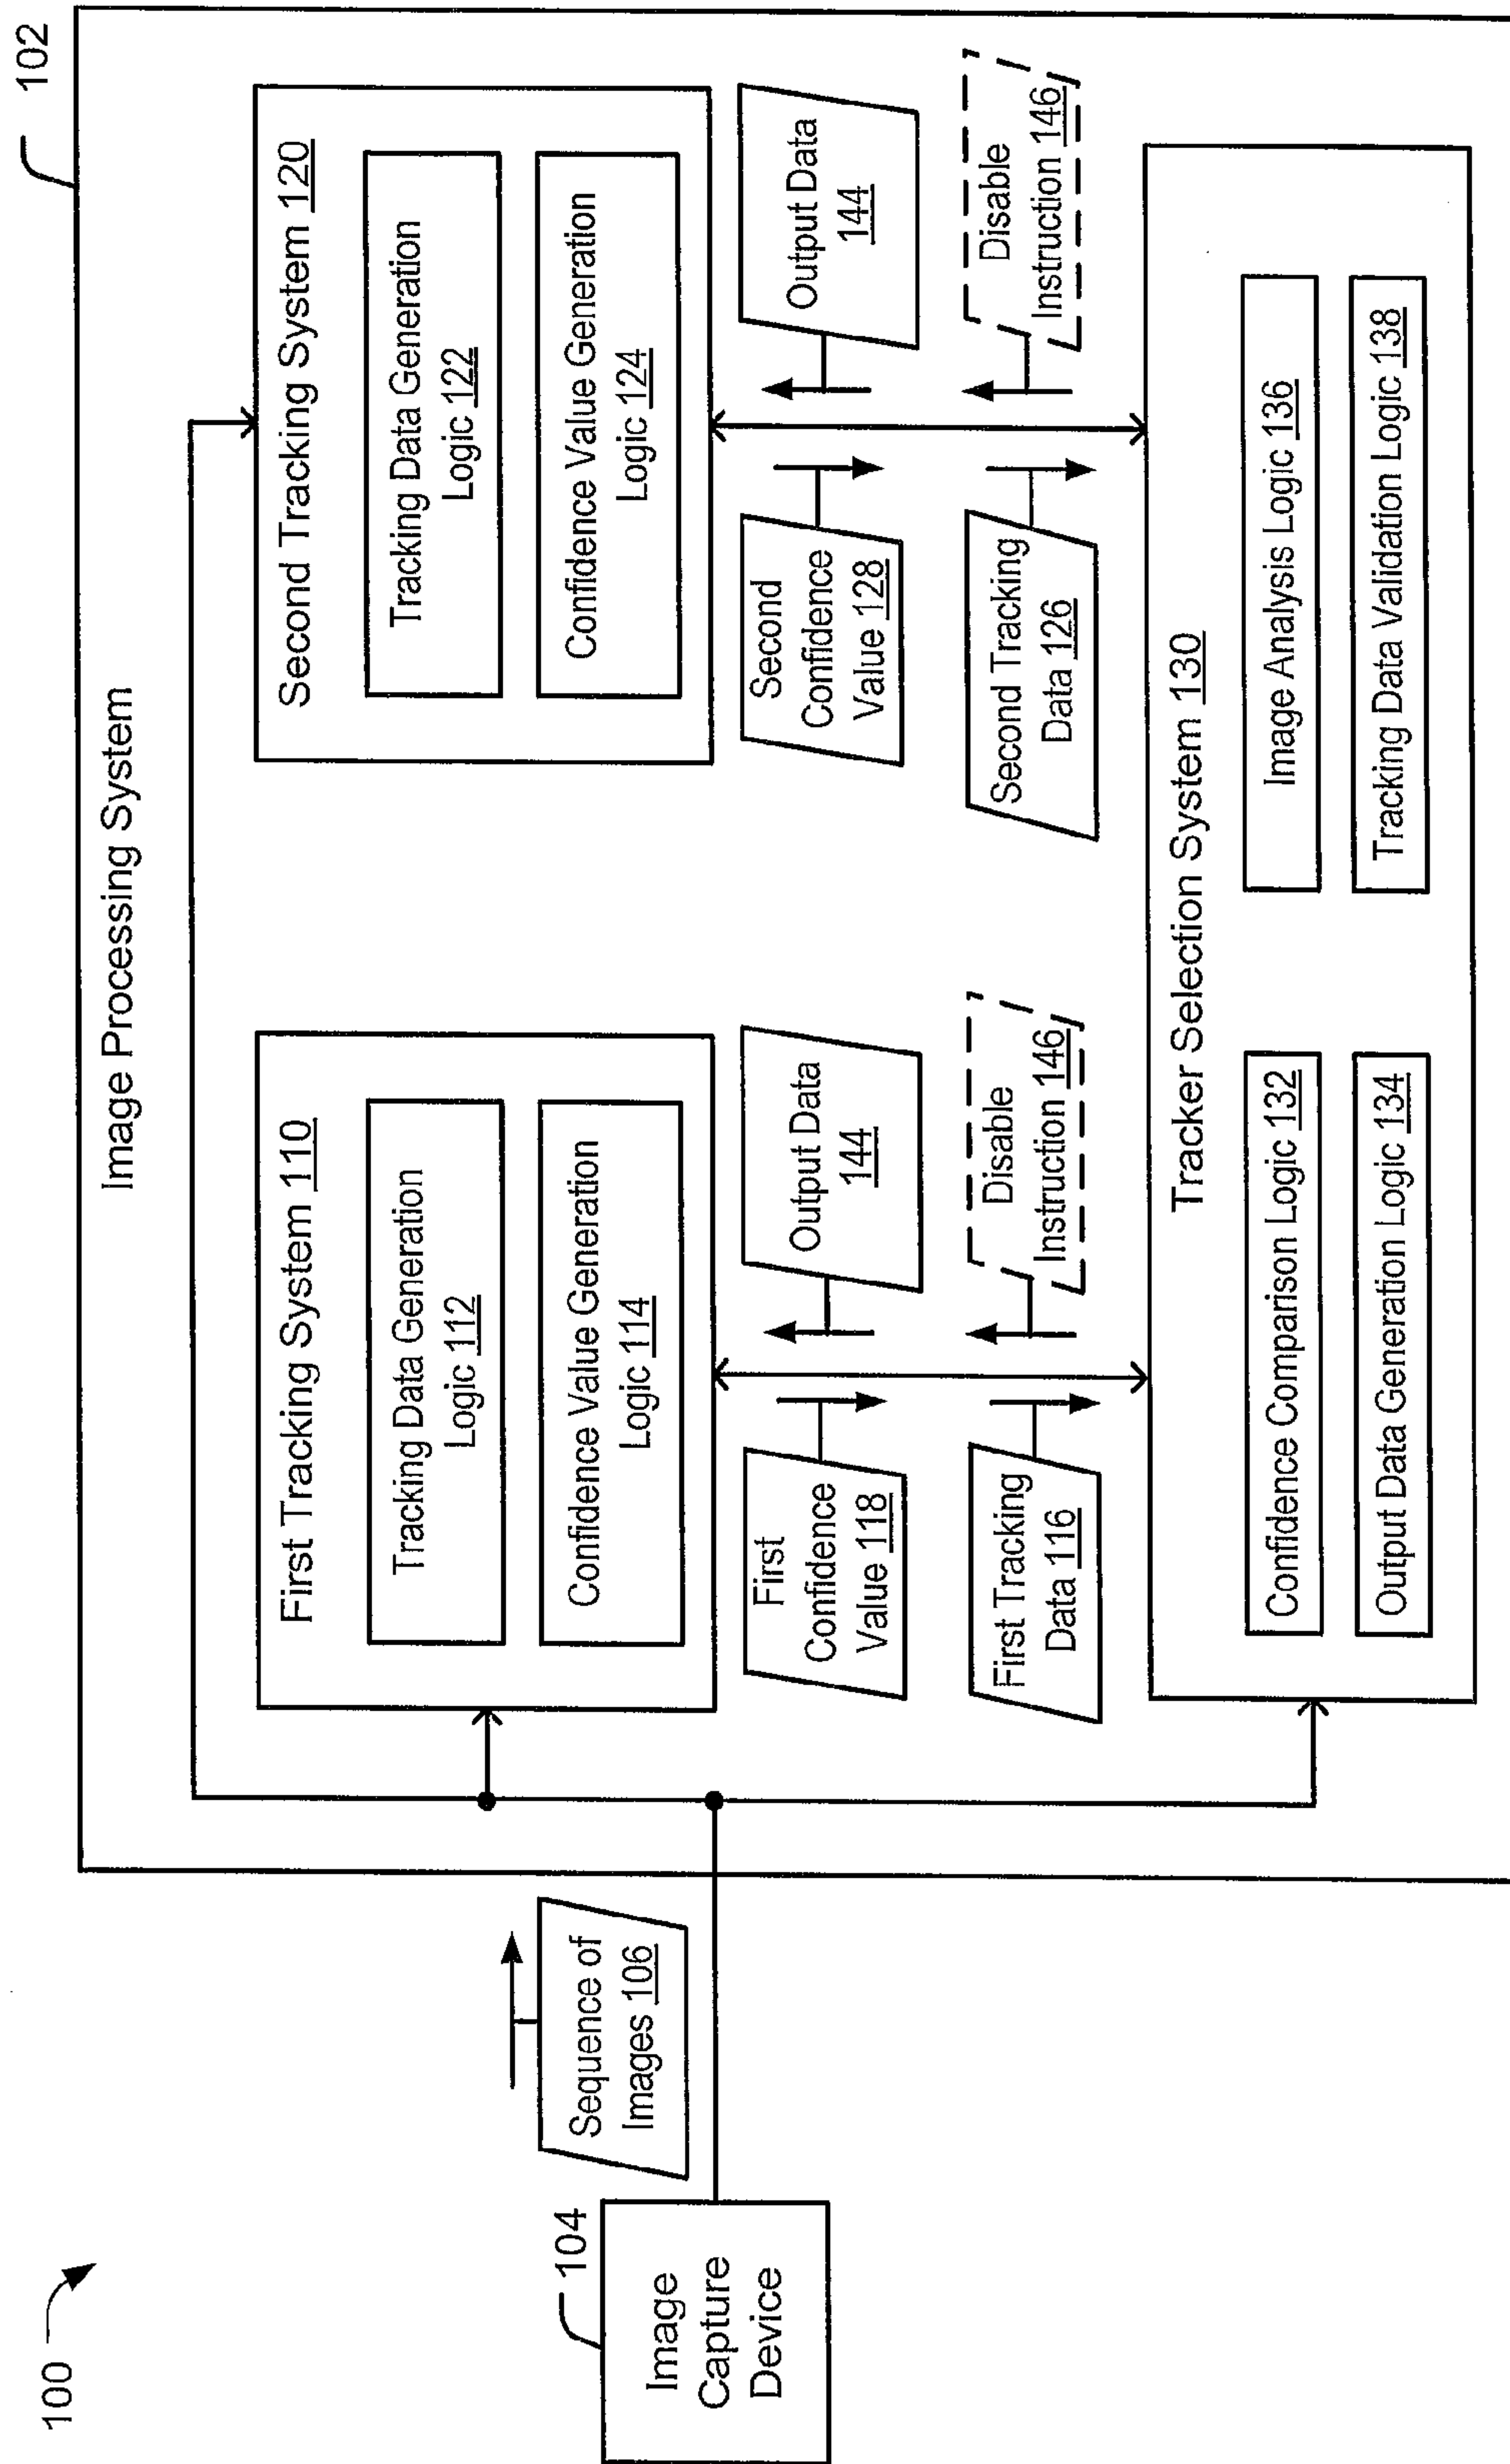 100
102
Image Processing System
104
Image
Capture
Device
Sequence of
Images 106
First Tracking System 110
Tracking Data Generation
Logic 112
Confidence Value Generation
Logic 114
Second Tracking System 120
Tracking Data Generation
Logic 122
Confidence Value Generation
Logic 124
First
Confidence
Value 118
Output Data
144
First Tracking
Data 116
Disable
Instruction 146
Second
Confidence
Value 128
Output Data
144
Second Tracking
Data 126
Disable
Instruction 146
Tracker Selection System 130
Confidence Comparison Logic 132
Image Analysis Logic 136
Output Data Generation Logic 134
Tracking Data Validation Logic 138